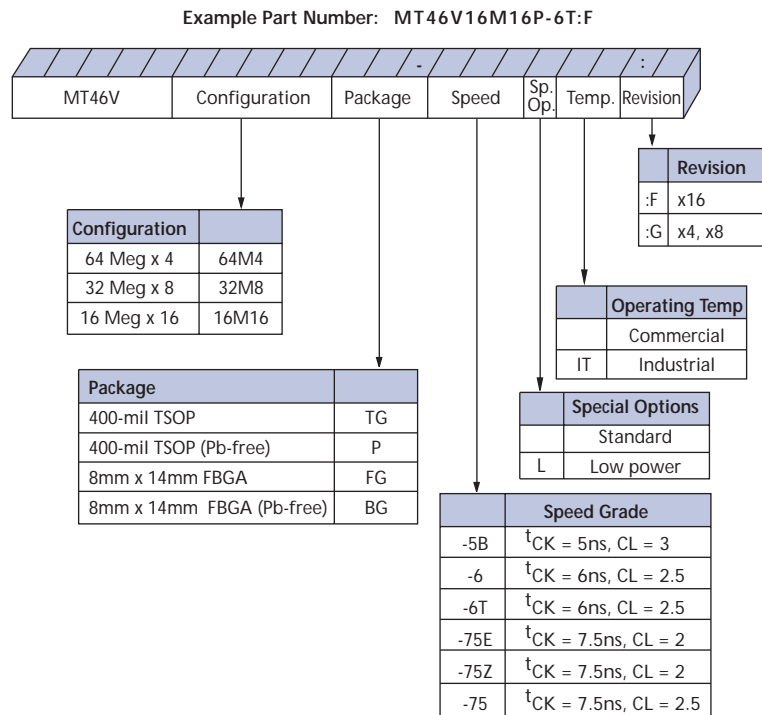 Example Part Number: MT46V16M16P-6T:F
- :
MT46V Configuration Package Speed Sp. Op. Temp. Revision
Revision
:F x16
:G x4, x8
Configuration
64 Meg x 4 64M4
32 Meg x 8 32M8
16 Meg x 16 16M16
Operating Temp
Commercial
IT Industrial
Package
400-mil TSOP TG
400-mil TSOP (Pb-free) P
8mm x 14mm FBGA FG
8mm x 14mm FBGA (Pb-free) BG
Special Options
Standard
L Low power
Speed Grade
-5B tCK = 5ns, CL = 3
-6 tCK = 6ns, CL = 2.5
-6T tCK = 6ns, CL = 2.5
-75E tCK = 7.5ns, CL = 2
-75Z tCK = 7.5ns, CL = 2
-75 tCK = 7.5ns, CL = 2.5